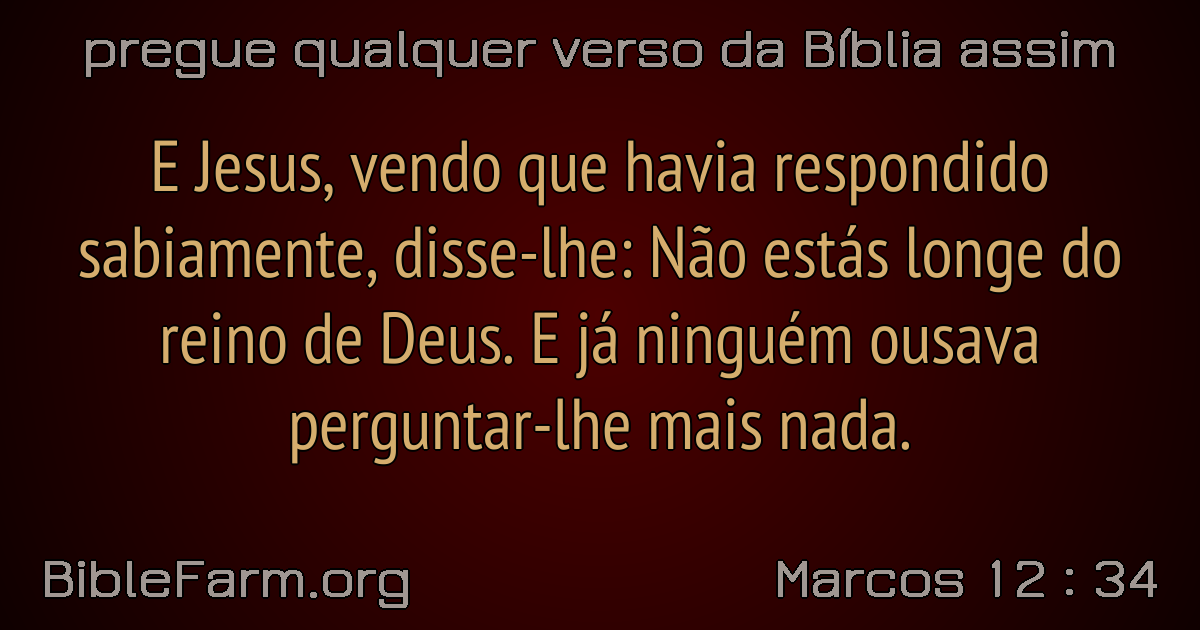 pregue qualquer verso da Bíblia assim
E Jesus, vendo que havia respondido
sabiamente, disse-lhe: Não estás longe do
reino de Deus. E já ninguém ousava
perguntar-lhe mais nada.
BibleFarm.org
Marcos 12 : 34